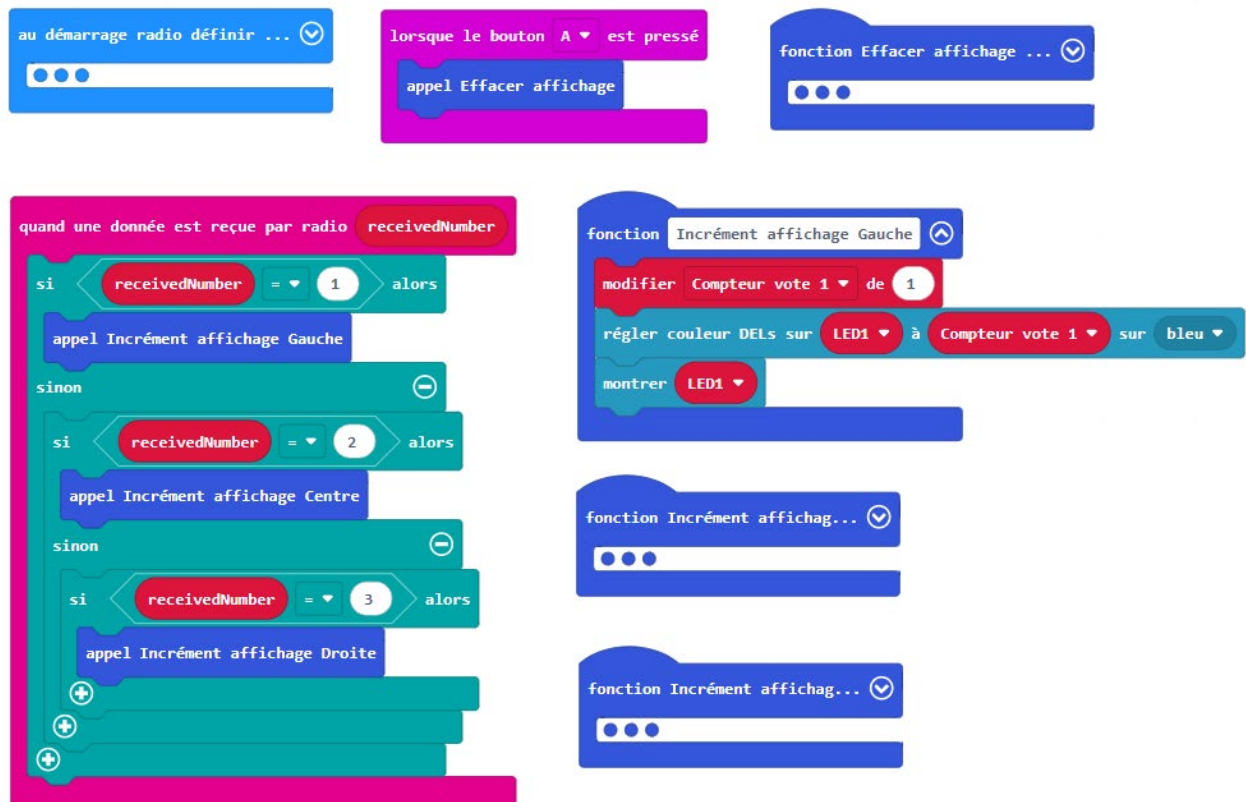 au démarrage radio définir ...
lorsque le bouton A est pressé
appel Effacer affichage
fonction Effacer affichage ...
quand une donnée est reçue par radio receivedNumber
si receivedNumber = 1 alors
appel Incrément affichage Gauche
sinon
si receivedNumber = 2 alors
appel Incrément affichage Centre
sinon
si receivedNumber = 3 alors
appel Incrément affichage Droite
fonction Incrément affichage Gauche
modifier Compteur vote 1 de 1
régler couleur DELs sur LED1 à Compteur vote 1 sur bleu
montrer LED1
fonction Incrément affichag...
fonction Incrément affichag...